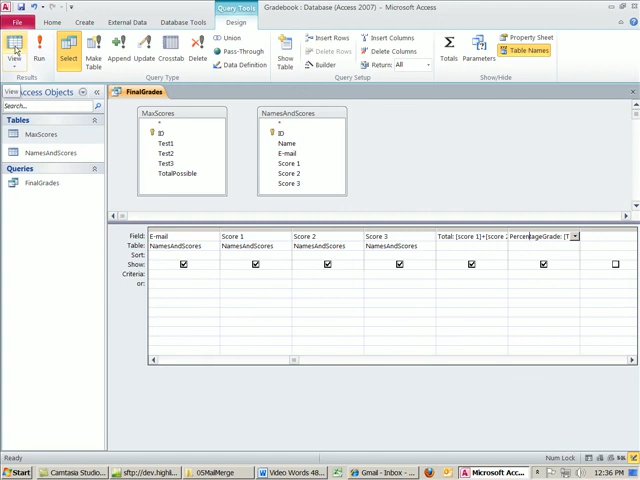 Query Tools
Gradebook : Database (Access 2007) - Microsoft Access
File Home Create External Data Database Tools Design
View Run Select Make Table Append Update Crosstab Delete
Union
Pass-Through
Data Definition
Show Table
Insert Rows
Delete Rows
Builder
Insert Columns
Delete Columns
Return: All
Totals Parameters
Property Sheet
Table Names
Results Query Type Query Setup Show/Hide
View
Access Objects
Search...
Tables
MaxScores
NamesAndScores
Queries
FinalGrades
FinalGrades
MaxScores
*
ID
Test1
Test2
Test3
TotalPossible
NamesAndScores
*
ID
Name
E-mail
Score 1
Score 2
Score 3
Field: E-mail Score 1 Score 2 Score 3 Total: [score 1]+[score 2 PercentageGrade: [T
Table: NamesAndScores NamesAndScores NamesAndScores NamesAndScores
Sort:
Show:
Criteria:
or:
Ready
Num Lock
SQL
Start Camtasia Studio... sftp://dev.highli... 05MailMerge Video Words 48... Gmail - Inbox - ... Microsoft Acc... 12:36 PM